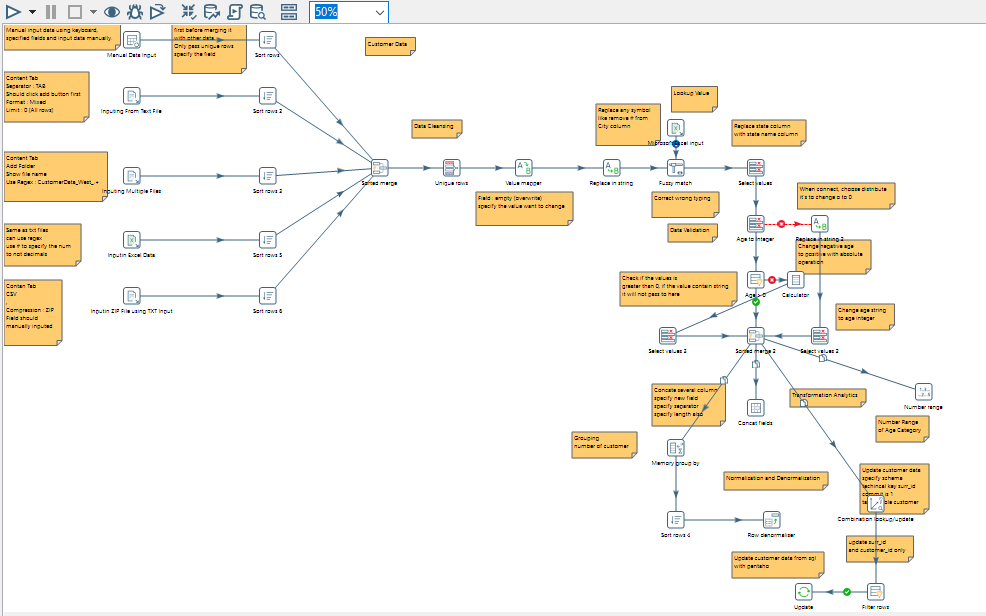 50%
Manual input data using keyboard,
specified fields and input data manually.
first before merging it
with other data
Only pass unique rows
specify the field
Customer Data
Manual Data Input
Sort rows
Content Tab
Separator : TAB
Should click add button first
Format : Mixed
Limit : 0 (All rows)
Inputing From Text File
Sort rows 2
Data Cleansing
Lookup Value
Replace any symbol
like remove # from
City column
Microsoft Excel input
Replace state column
with state name column
Content Tab
Add Folder
Show file name
Use Regex : CustomerData_West_.+
Inputing Multiple Files
Sort rows 3
Sorted merge
Unique rows
Value mapper
Replace in string
Fuzzy match
Select values
Field : empty (overwrite)
specify the value want to change
Correct wrong typing
When connect, choose distribute
it's to change o to 0
Data Validation
Age to Integer
Replace in string 2
Same as txt files
can use regex
use # to specify the num
to not decimals
Inputin Excel Data
Sort rows 5
Change negative age
to positive with absolute
operation
Check if the values is
greater than 0, if the value contain string
it will not pass to here
Calculator
Conten Tab
CSV
,
Compression : ZIP
Field should
manually inputed
Inputin ZIP File using TXT Input
Sort rows 6
Change age string
to age integer
Select values 2
Sorted merge 2
Select values 3
Concate several column
specify new field
specify separator
specify length also
Concat fields
Transformation Analytics
Number range
Number Range
of Age Category
Grouping
number of customer
Memory group by
Normalisation and Denormalisation
Update customer data
specify schema
techincal key surr_id
commit is 1
Combination lookup/update
Sort rows 4
Row denormaliser
update surr_id
and customer_id only
Update customer data from sql
with pentaho
Update
Filter rows